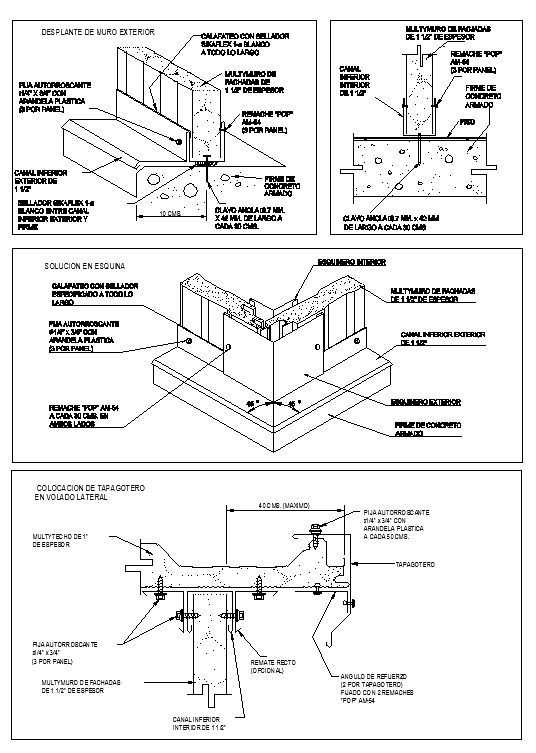 DESPLANTE DE MURO EXTERIOR
CALAFATEO CON SELLADOR
SIKAFLEX 1-a BLANCO
A TODO LO LARGO
PIJA AUTORROSCANTE
#1/4" X 3/4" CON
ARANDELA PLASTICA
(3 POR PANEL)
MULTYMURO DE
FACHADAS DE
1 1/2" DE ESPESOR
REMACHE "POP"
AM-54
(3 POR PANEL)
CANAL INFERIOR
EXTERIOR DE
1 1/2"
SELLADOR SIKAFLEX 1-a
BLANCO ENTRE CANAL
INFERIOR EXTERIOR Y
FIRME
10 CMS.
FIRME DE
CONCRETO
ARMADO
CLAVO ANCLA #3.7 MM.
X 42 MM. DE LARGO A
CADA 30 CMS.
MULTYMURO DE FACHADAS
DE 1 1/2" DE ESPESOR
REMACHE "POP"
AM-54
(3 POR PANEL)
CANAL
INFERIOR
INTERIOR
DE 1 1/2"
FIRME DE
CONCRETO
ARMADO
PISO
CLAVO ANCLA #3.7 MM. x 42 MM
DE LARGO A CADA 30 CMS
SOLUCION EN ESQUINA
ESQUINERO INTERIOR
CALAFATEO CON SELLADOR
ESPECIFICADO A TODO LO
LARGO
MULTYMURO DE FACHADAS
DE 1 1/2" DE ESPESOR
PIJA AUTORROSCANTE
#1/4" x 3/4" CON
ARANDELA PLASTICA
(3 POR PANEL)
CANAL INFERIOR EXTERIOR
DE 1 1/2"
REMACHE "POP" AM-54
A CADA 30 CMS. EN
AMBOS LADOS
45 ° 45 °
ESQUINERO EXTERIOR
FIRME DE CONCRETO
ARMADO
COLOCACION DE TAPAGOTERO
EN VOLADO LATERAL
40 CMS. (MAXIMO)
PIJA AUTORROSCANTE
#1/4" x 3/4" CON
ARANDELA PLASTICA
A CADA 50 CMS.
MULTYTECHO DE 1"
DE ESPESOR
TAPAGOTERO
PIJA AUTORROSCANTE
#1/4" x 3/4"
(3 POR PANEL)
MULTYMURO DE FACHADAS
DE 1 1/2" DE ESPESOR
REMATE RECTO
(OPCIONAL)
ANGULO DE REFUERZO
(2 POR TAPAGOTERO)
FIJADO CON 2 REMACHES
"POP" AM-54
CANAL INFERIOR
INTERIOR DE 1 1/2"